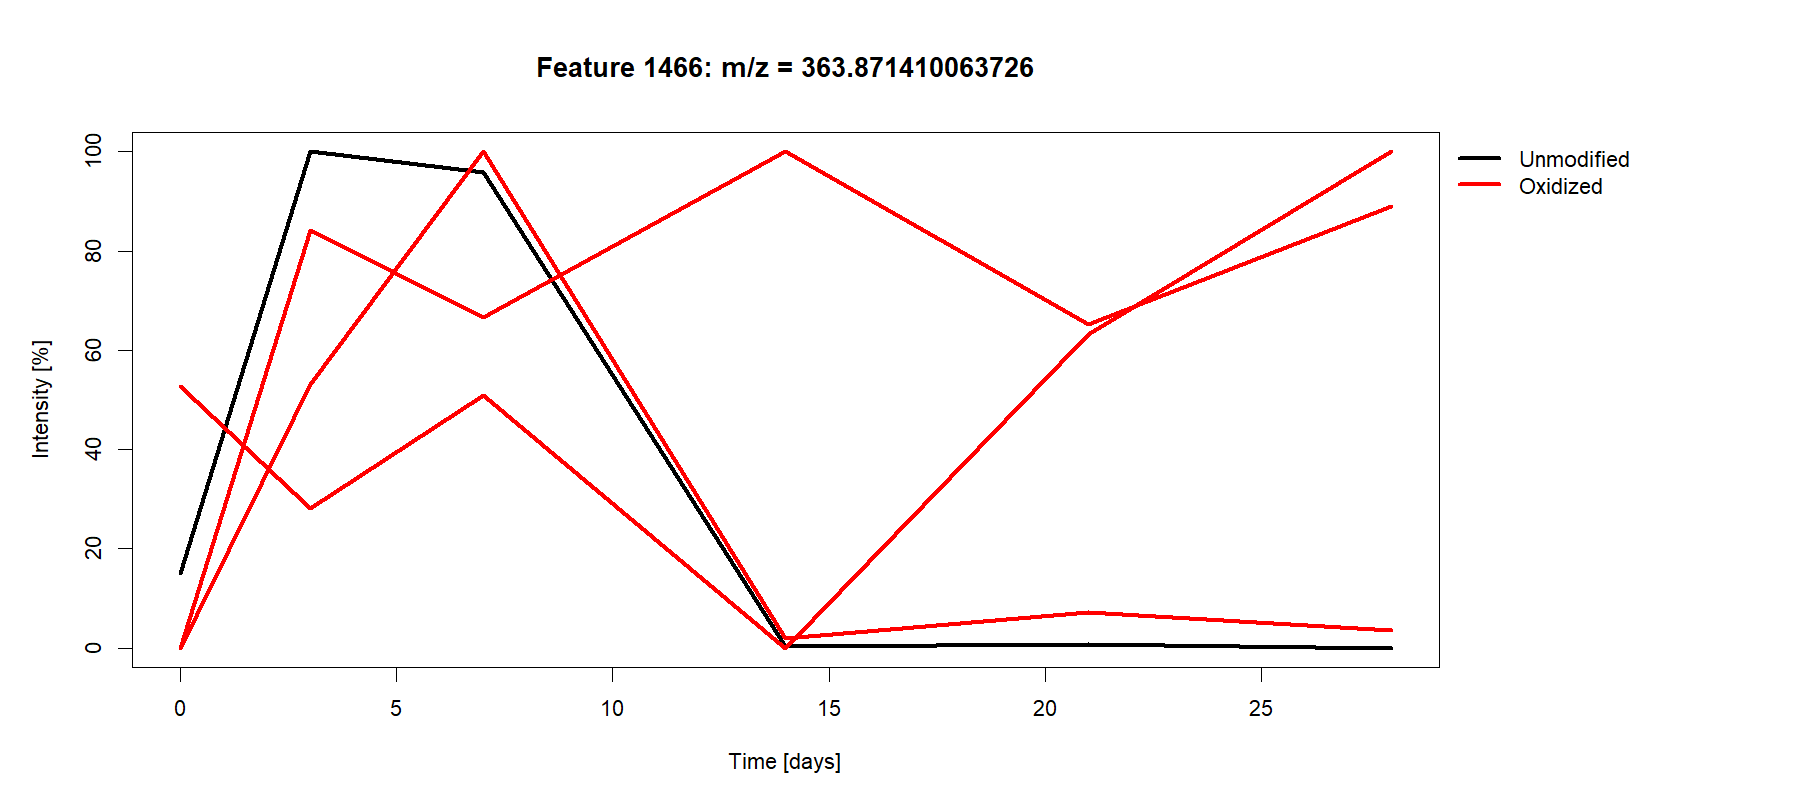 Feature 1466: m/z = 363.871410063726
Unmodified
Oxidized
Intensity [%]
100
80
60
40
20
0
0 5 10 15 20 25
Time [days]